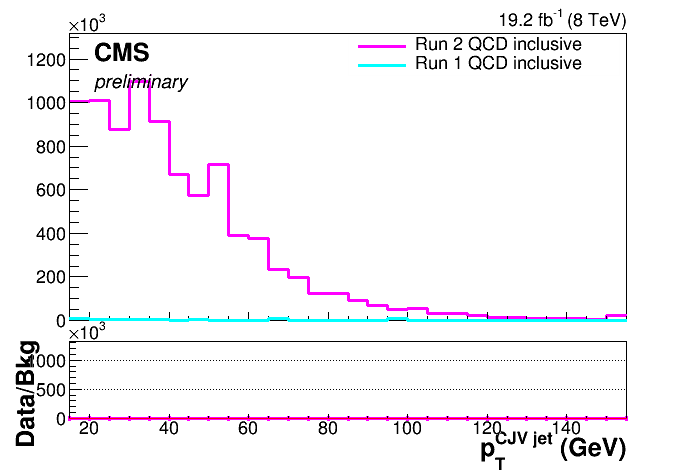 ×10³
19.2 fb⁻¹ (8 TeV)
CMS
preliminary
Run 2 QCD inclusive
Run 1 QCD inclusive
1200
1000
800
600
400
200
0
×10³
Data/Bkg
1000
500
0
20 40 60 80 100 120 140
p_T^CJV jet (GeV)